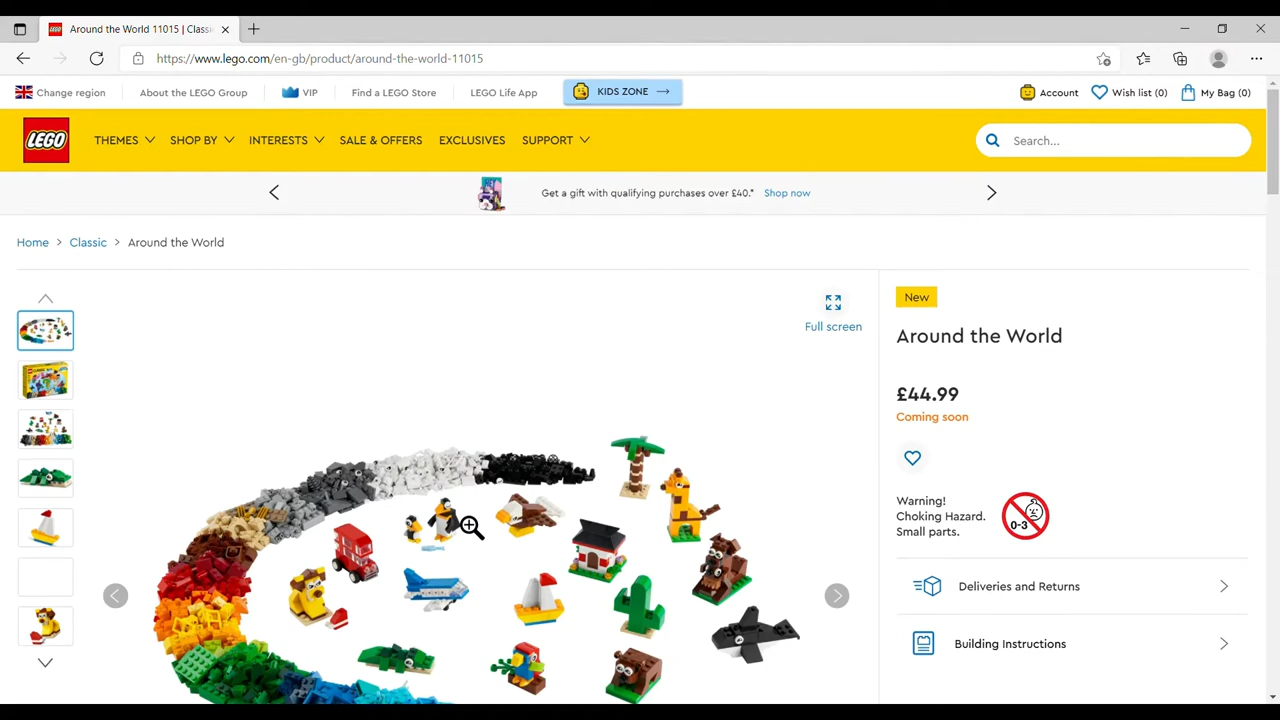 Around the World 11015 | Classi
https://www.lego.com/en-gb/product/around-the-world-11015
Change region
About the LEGO Group
VIP
Find a LEGO Store
LEGO Life App
KIDS ZONE
Account
Wish list (0)
My Bag (0)
LEGO
THEMES
SHOP BY
INTERESTS
SALE & OFFERS
EXCLUSIVES
SUPPORT
Search...
Get a gift with qualifying purchases over £40.* Shop now
Home > Classic > Around the World
Full screen
New
Around the World
£44.99
Coming soon
Warning!
Choking Hazard.
Small parts.
0-3
Deliveries and Returns
Building Instructions